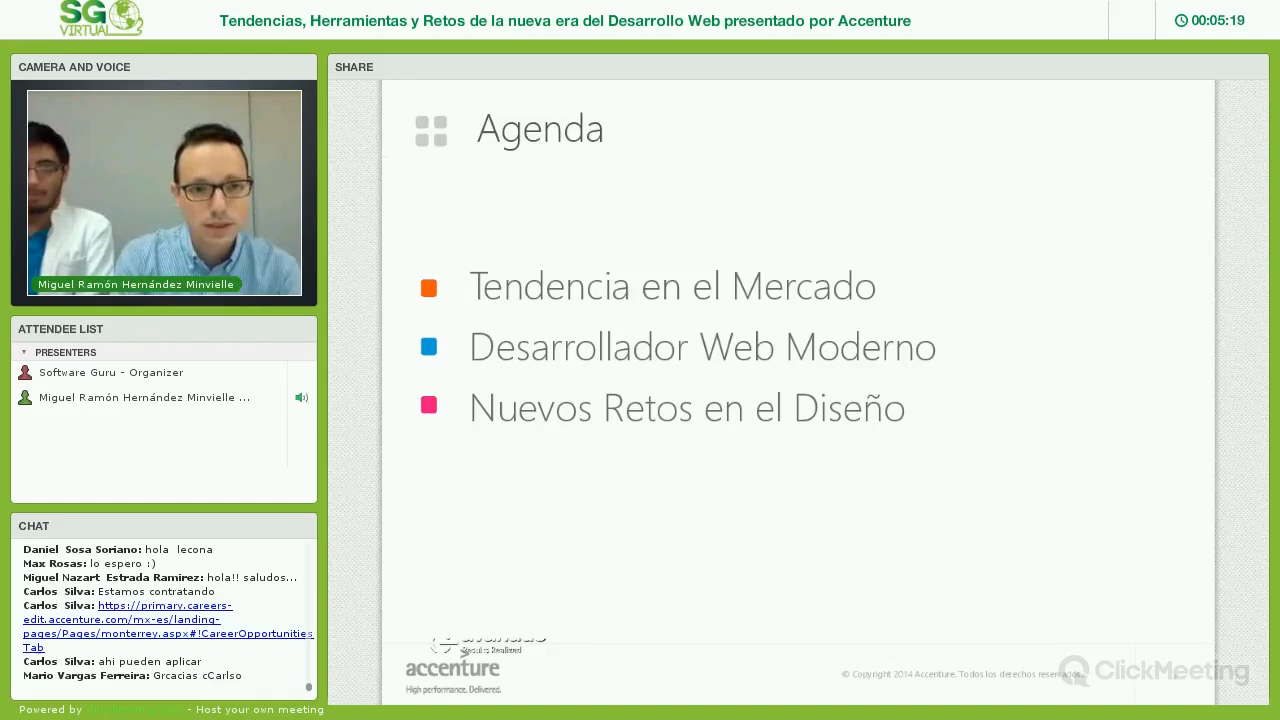 SG
VIRTUAL
Tendencias, Herramientas y Retos de la nueva era del Desarrollo Web presentado por Accenture
00:05:19
CAMERA AND VOICE
Miguel Ramón Hernández Minvielle
ATTENDEE LIST
PRESENTERS
Software Guru - Organizer
Miguel Ramón Hernández Minvielle ...
CHAT
Daniel Sosa Soriano: hola lecona
Max Rosas: lo espero :)
Miguel Nazart Estrada Ramirez: hola!! saludos...
Carlos Silva: Estamos contratando
Carlos Silva: https://primary.careers-
edit.accenture.com/mx-es/landing-
pages/Pages/monterrey.aspx#!CareerOpportunities
Tab
Carlos Silva: ahi pueden aplicar
Mario Vargas Ferreira: Grcacias cCarlso
Powered by - Host your own meeting
SHARE
Agenda
Tendencia en el Mercado
Desarrollador Web Moderno
Nuevos Retos en el Diseño
Results Realized
accenture
High performance. Delivered.
© Copyright 2014 Accenture. Todos los derechos reservados.
ClickMeeting